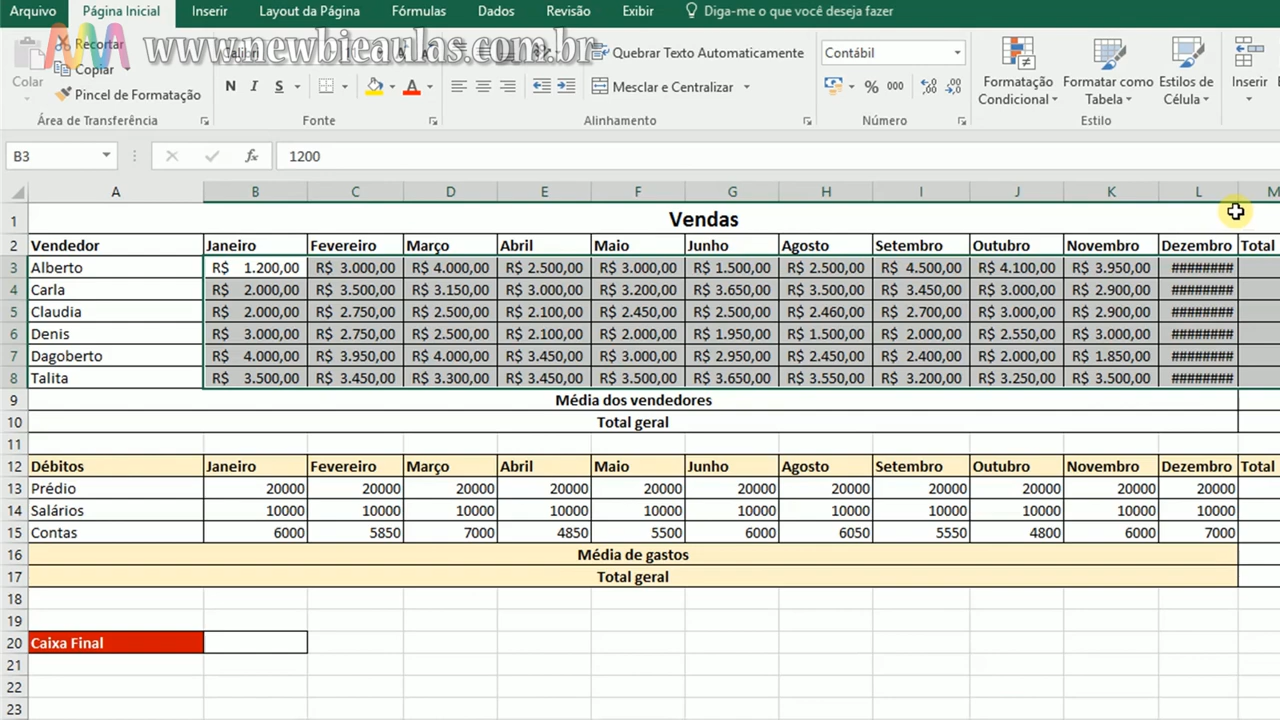 Arquivo Página Inicial Inserir Layout da Página Fórmulas Dados Revisão Exibir Diga-me o que você deseja fazer
www.newbieaulas.com.br
Recortar Calibri Quebrar Texto Automaticamente Contábil
Colar Copiar Formatação Condicional Formatar como Tabela Estilos de Célula Inserir
Pincel de Formatação N I S A Mesclar e Centralizar % 000
Área de Transferência Fonte Alinhamento Número Estilo
B3 fx 1200
A B C D E F G H I J K L M
1 Vendas
2 Vendedor Janeiro Fevereiro Março Abril Maio Junho Agosto Setembro Outubro Novembro Dezembro Total
3 Alberto R$ 1.200,00 R$ 3.000,00 R$ 4.000,00 R$ 2.500,00 R$ 3.000,00 R$ 1.500,00 R$ 2.500,00 R$ 4.500,00 R$ 4.100,00 R$ 3.950,00 ########
4 Carla R$ 2.000,00 R$ 3.500,00 R$ 3.150,00 R$ 3.000,00 R$ 3.200,00 R$ 3.650,00 R$ 3.500,00 R$ 3.450,00 R$ 3.000,00 R$ 2.900,00 ########
5 Claudia R$ 2.000,00 R$ 2.750,00 R$ 2.500,00 R$ 2.100,00 R$ 2.450,00 R$ 2.500,00 R$ 2.460,00 R$ 2.700,00 R$ 3.000,00 R$ 2.900,00 ########
6 Denis R$ 3.000,00 R$ 2.750,00 R$ 2.500,00 R$ 2.100,00 R$ 2.000,00 R$ 1.950,00 R$ 1.500,00 R$ 2.000,00 R$ 2.550,00 R$ 3.000,00 ########
7 Dagoberto R$ 4.000,00 R$ 3.950,00 R$ 4.000,00 R$ 3.450,00 R$ 3.000,00 R$ 2.950,00 R$ 2.450,00 R$ 2.400,00 R$ 2.000,00 R$ 1.850,00 ########
8 Talita R$ 3.500,00 R$ 3.450,00 R$ 3.300,00 R$ 3.450,00 R$ 3.500,00 R$ 3.650,00 R$ 3.550,00 R$ 3.200,00 R$ 3.250,00 R$ 3.500,00 ########
9 Média dos vendedores
10 Total geral
11
12 Débitos Janeiro Fevereiro Março Abril Maio Junho Agosto Setembro Outubro Novembro Dezembro Total
13 Prédio 20000 20000 20000 20000 20000 20000 20000 20000 20000 20000 20000
14 Salários 10000 10000 10000 10000 10000 10000 10000 10000 10000 10000 10000
15 Contas 6000 5850 7000 4850 5500 6000 6050 5550 4800 6000 7000
16 Média de gastos
17 Total geral
18
19
20 Caixa Final
21
22
23